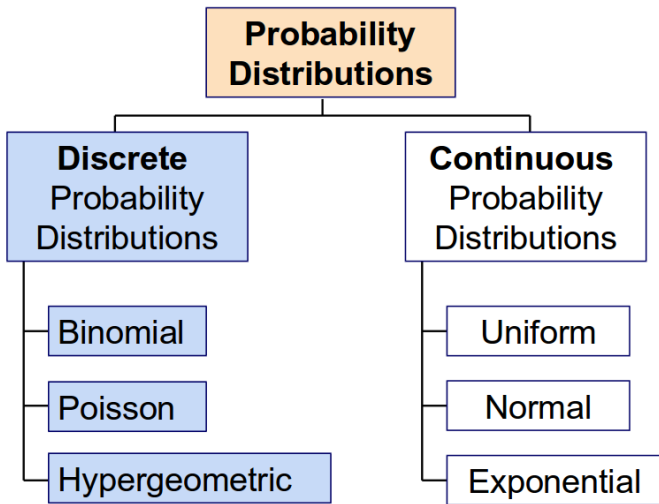 Probability
Distributions
Discrete
Probability
Distributions
Continuous
Probability
Distributions
Binomial
Uniform
Poisson
Normal
Hypergeometric
Exponential